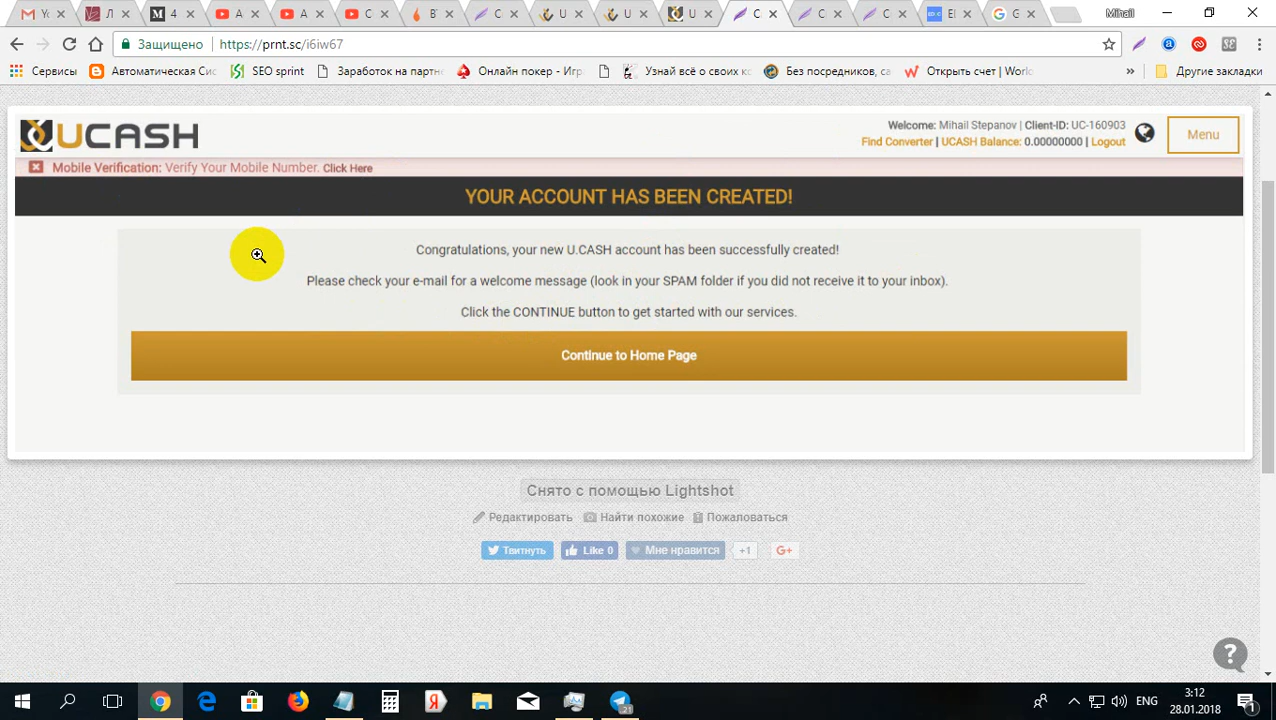 Mihail
Защищено
https://prnt.sc/i6iw67
Сервисы
Автоматическая Сис
SEO sprint
Заработок на партне
Онлайн покер - Игр
Узнай всё о своих ко
Без посредников, са
Открыть счет | World
»
Другие закладки
UCASH
Welcome: Mihail Stepanov | Client-ID: UC-160903
Find Converter | UCASH Balance: 0.00000000 | Logout
Menu
Mobile Verification: Verify Your Mobile Number. Click Here
YOUR ACCOUNT HAS BEEN CREATED!
Congratulations, your new U.CASH account has been successfully created!
Please check your e-mail for a welcome message (look in your SPAM folder if you did not receive it to your inbox).
Click the CONTINUE button to get started with our services.
Continue to Home Page
Снято с помощью Lightshot
Редактировать
Найти похожие
Пожаловаться
Твитнуть
Like 0
Мне нравится
+1
G+
?
21
ENG
3:12
28.01.2018
1